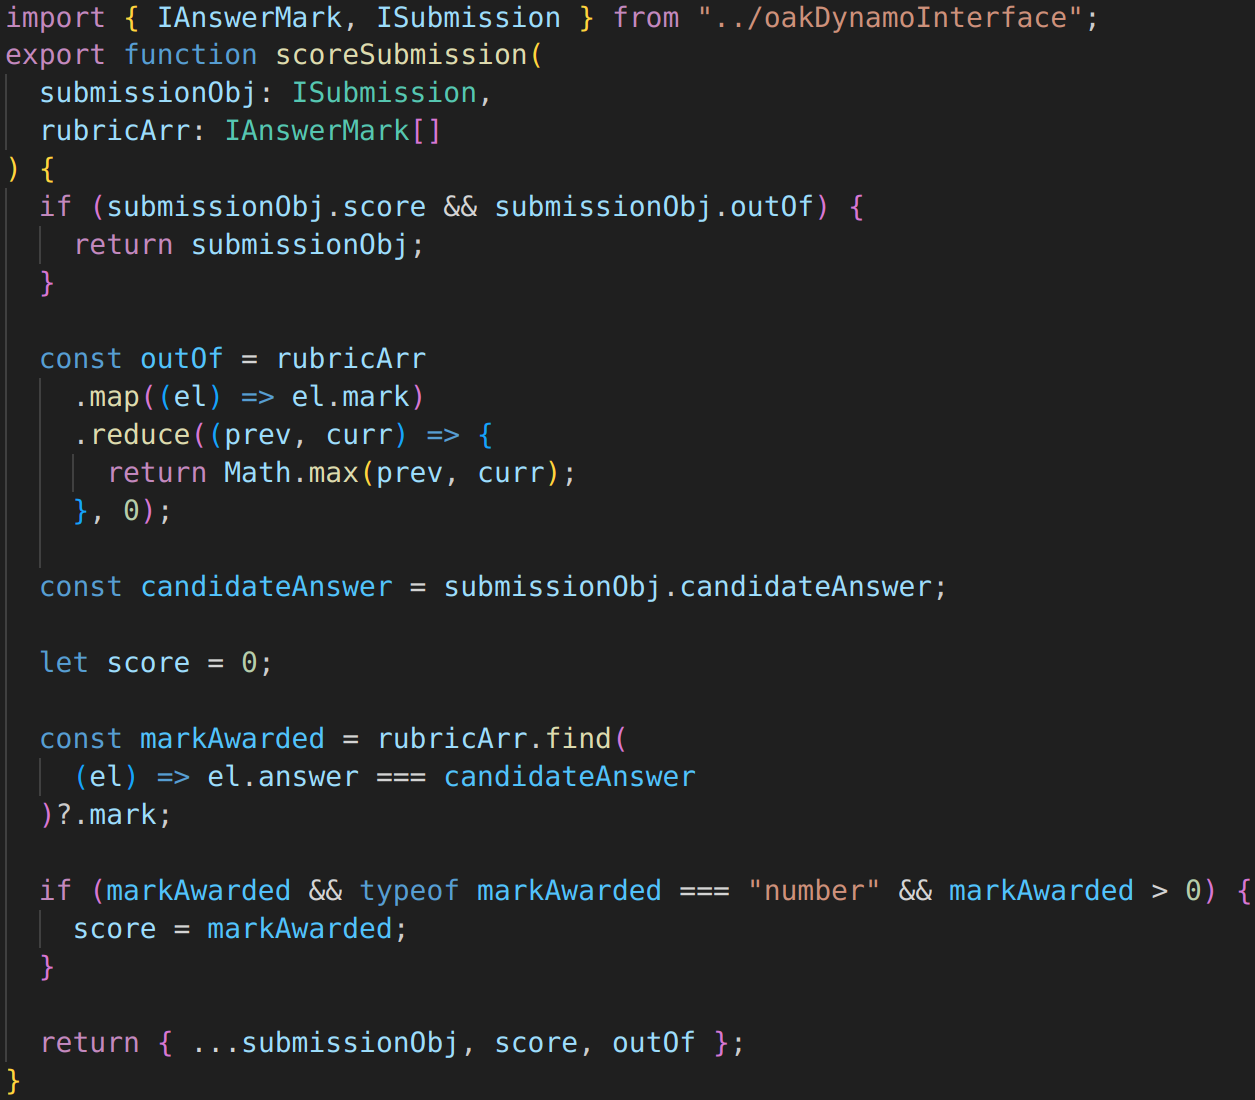 import { IAnswerMark, ISubmission } from "../oakDynamoInterface";
export function scoreSubmission(
  submissionObj: ISubmission,
  rubricArr: IAnswerMark[]
) {
  if (submissionObj.score && submissionObj.outOf) {
    return submissionObj;
  }

  const outOf = rubricArr
    .map((el) => el.mark)
    .reduce((prev, curr) => {
      return Math.max(prev, curr);
    }, 0);

  const candidateAnswer = submissionObj.candidateAnswer;

  let score = 0;

  const markAwarded = rubricArr.find(
    (el) => el.answer === candidateAnswer
  )?.mark;

  if (markAwarded && typeof markAwarded === "number" && markAwarded > 0) {
    score = markAwarded;
  }

  return { ...submissionObj, score, outOf };
}